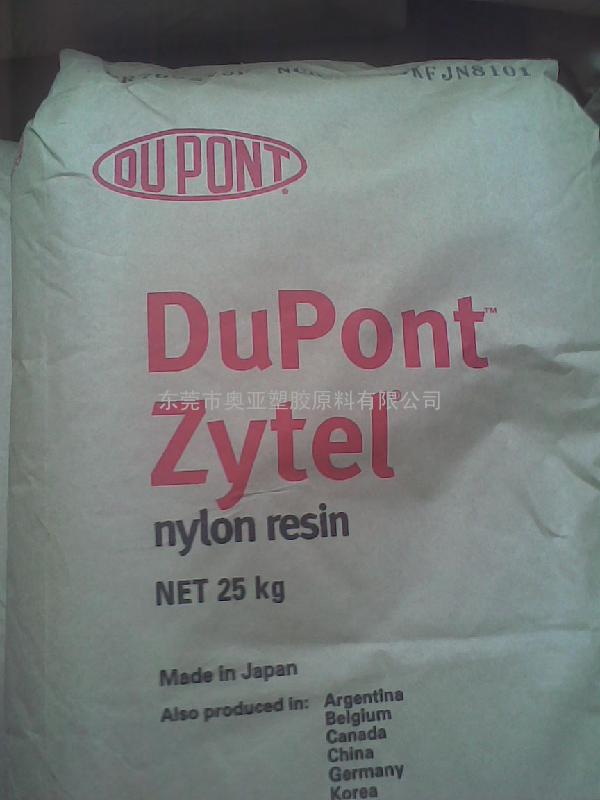 FJN8101
DU PONT
DuPont™
东莞市奥亚塑胶原料有限公司
Zytel®
nylon resin
NET 25 kg
Made in Japan
Also produced in: Argentina
Belgium
Canada
China
Germany
Korea